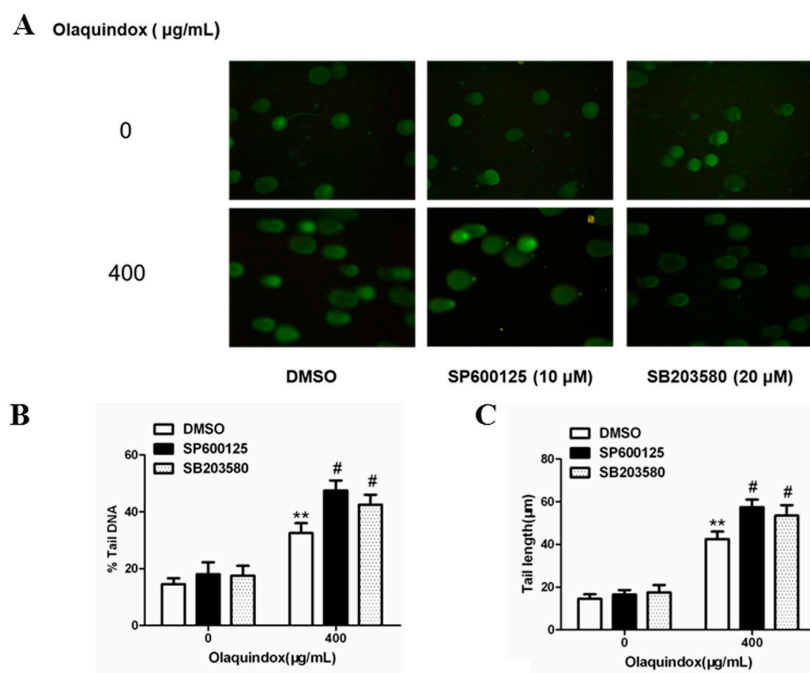 A
Olaquindox ( µg/mL)
0
400
DMSO
SP600125 (10 µM)
SB203580 (20 µM)
B
DMSO
SP600125
SB203580
% Tail DNA
60
40
20
0
**
#
#
0
400
Olaquindox(µg/mL)
C
DMSO
SP600125
SB203580
Tail length(µm)
80
60
40
20
0
**
#
#
0
400
Olaquindox(µg/mL)